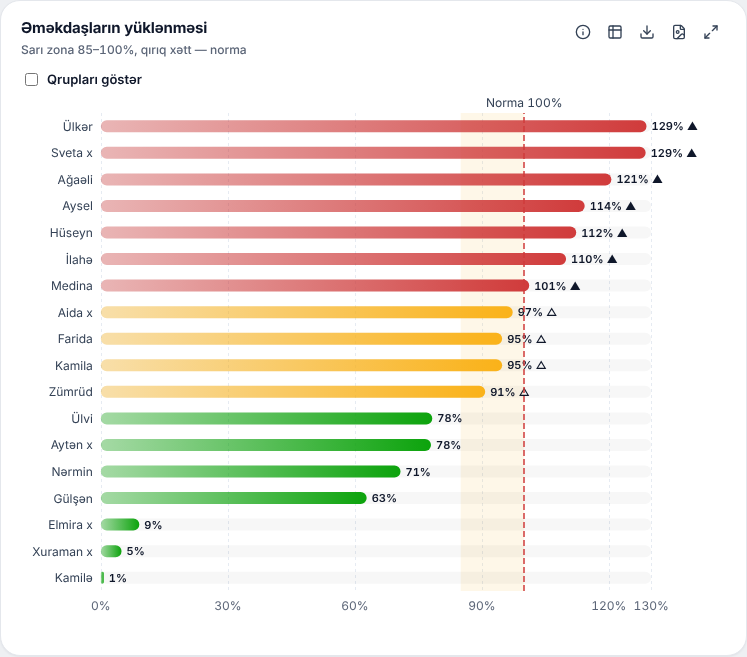 Əməkdaşların yüklənməsi
Sarı zona 85–100%, qırıq xətt — norma
Qrupları göstər
Norma 100%
Ülkər 129% ▲
Sveta x 129% ▲
Ağaəli 121% ▲
Aysel 114% ▲
Hüseyn 112% ▲
İlahə 110% ▲
Medina 101% ▲
Aida x 97% △
Farida 95% △
Kamila 95% △
Zümrüd 91% △
Ülvi 78%
Aytən x 78%
Nərmin 71%
Gülşən 63%
Elmira x 9%
Xuraman x 5%
Kamilə 1%
0% 30% 60% 90% 120% 130%